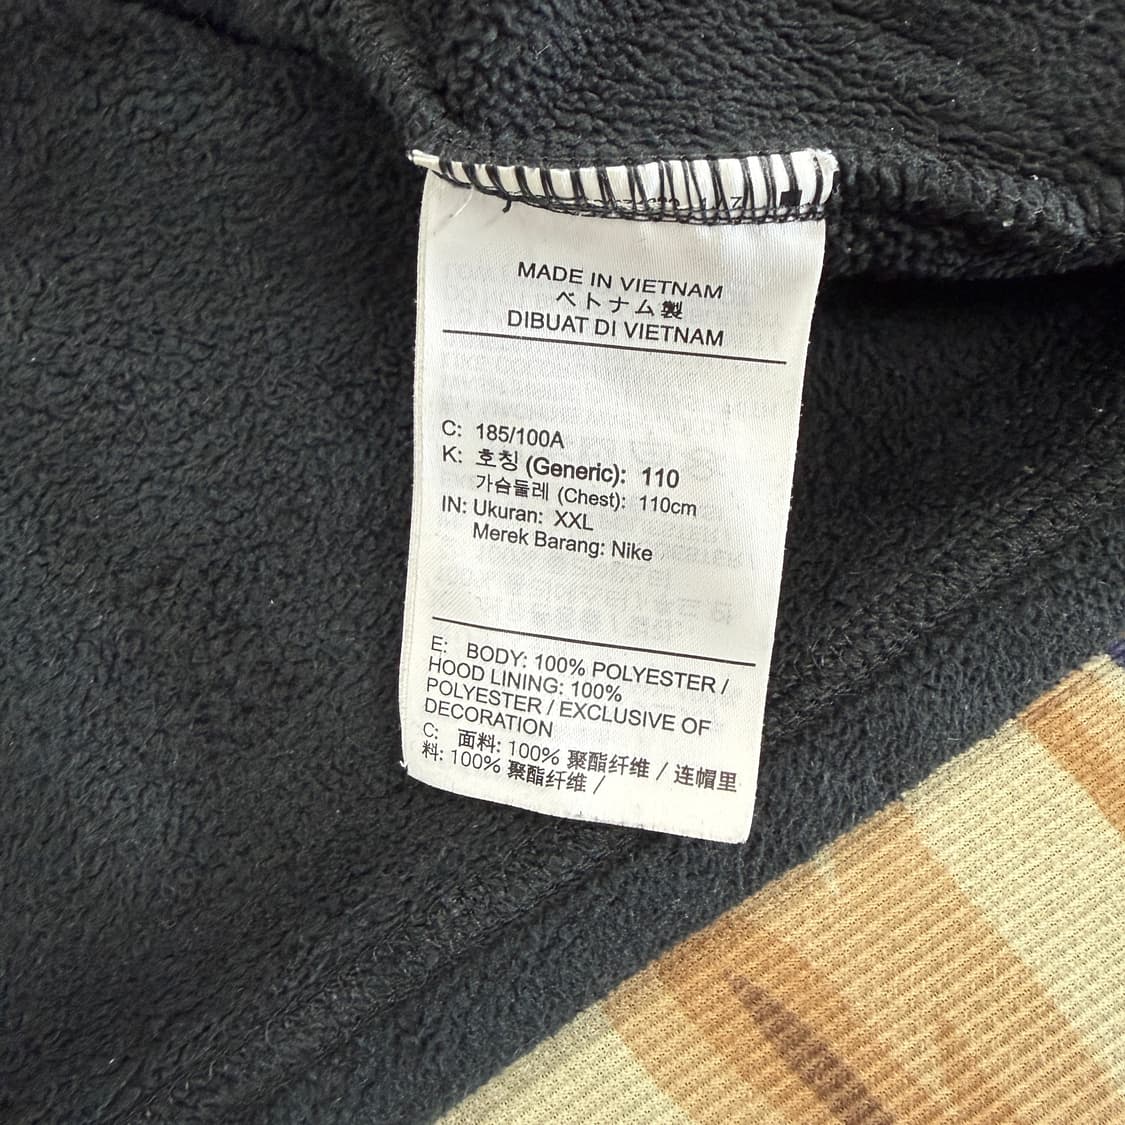 MADE IN VIETNAM
ベトナム製
DIBUAT DI VIETNAM
C: 185/100A
K: 호칭 (Generic): 110
가슴둘레 (Chest): 110cm
IN: Ukuran: XXL
Merek Barang: Nike
E: BODY: 100% POLYESTER /
HOOD LINING: 100%
POLYESTER / EXCLUSIVE OF
DECORATION
C: 面料: 100% 聚酯纤维 / 连帽里
料: 100% 聚酯纤维 /